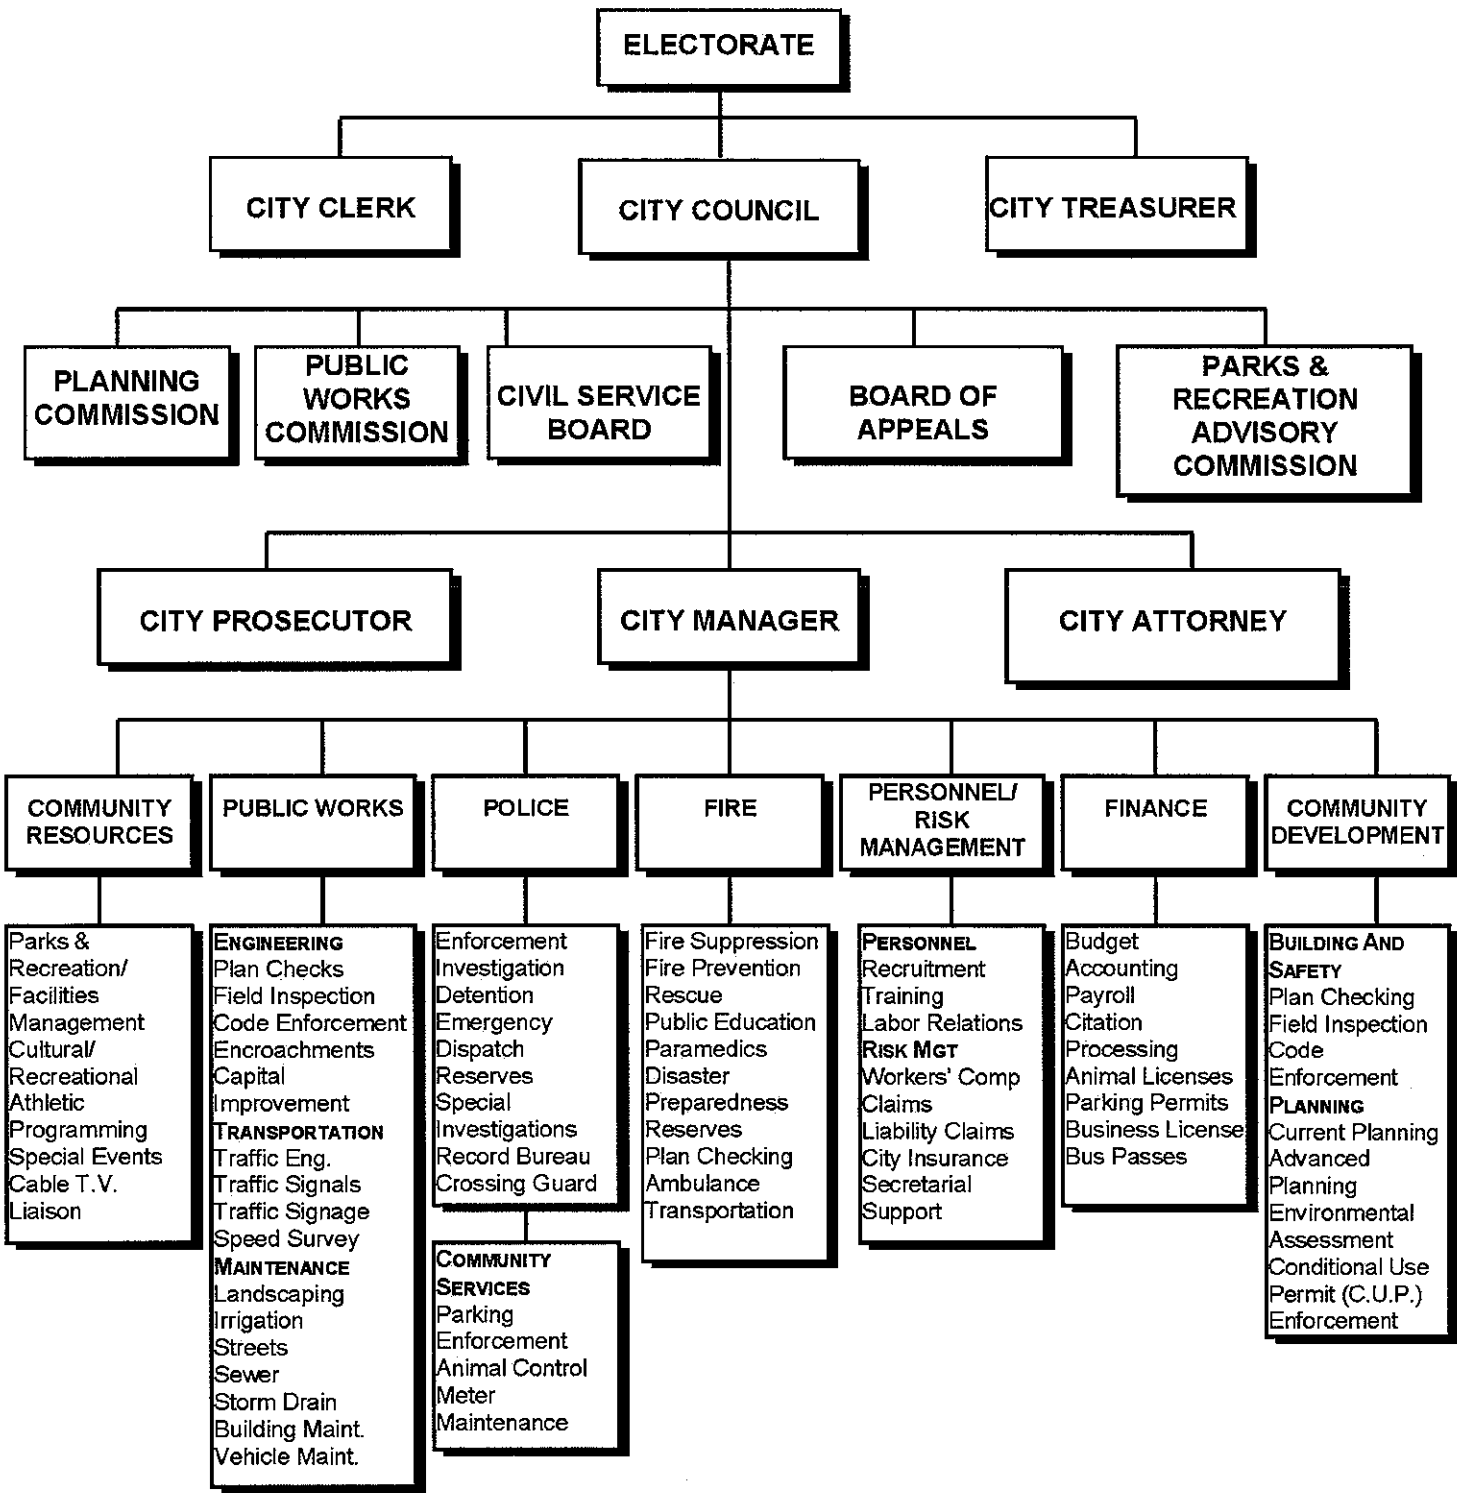 ELECTORATE
CITY CLERK
CITY COUNCIL
CITY TREASURER
PLANNING
COMMISSION
PUBLIC
WORKS
COMMISSION
CIVIL SERVICE
BOARD
BOARD OF
APPEALS
PARKS &
RECREATION
ADVISORY
COMMISSION
CITY PROSECUTOR
CITY MANAGER
CITY ATTORNEY
COMMUNITY
RESOURCES
PUBLIC WORKS
POLICE
FIRE
PERSONNEL/
RISK
MANAGEMENT
FINANCE
COMMUNITY
DEVELOPMENT
Parks &
Recreation/
Facilities
Management
Cultural/
Recreational
Athletic
Programming
Special Events
Cable T.V.
Liaison
ENGINEERING
Plan Checks
Field Inspection
Code Enforcement
Encroachments
Capital
Improvement
TRANSPORTATION
Traffic Eng.
Traffic Signals
Traffic Signage
Speed Survey
MAINTENANCE
Landscaping
Irrigation
Streets
Sewer
Storm Drain
Building Maint.
Vehicle Maint.
Enforcement
Investigation
Detention
Emergency
Dispatch
Reserves
Special
Investigations
Record Bureau
Crossing Guard
COMMUNITY
SERVICES
Parking
Enforcement
Animal Control
Meter
Maintenance
Fire Suppression
Fire Prevention
Rescue
Public Education
Paramedics
Disaster
Preparedness
Reserves
Plan Checking
Ambulance
Transportation
PERSONNEL
Recruitment
Training
Labor Relations
RISK MGT
Workers' Comp
Claims
Liability Claims
City Insurance
Secretarial
Support
Budget
Accounting
Payroll
Citation
Processing
Animal Licenses
Parking Permits
Business License
Bus Passes
BUILDING AND
SAFETY
Plan Checking
Field Inspection
Code
Enforcement
PLANNING
Current Planning
Advanced
Planning
Environmental
Assessment
Conditional Use
Permit (C.U.P.)
Enforcement